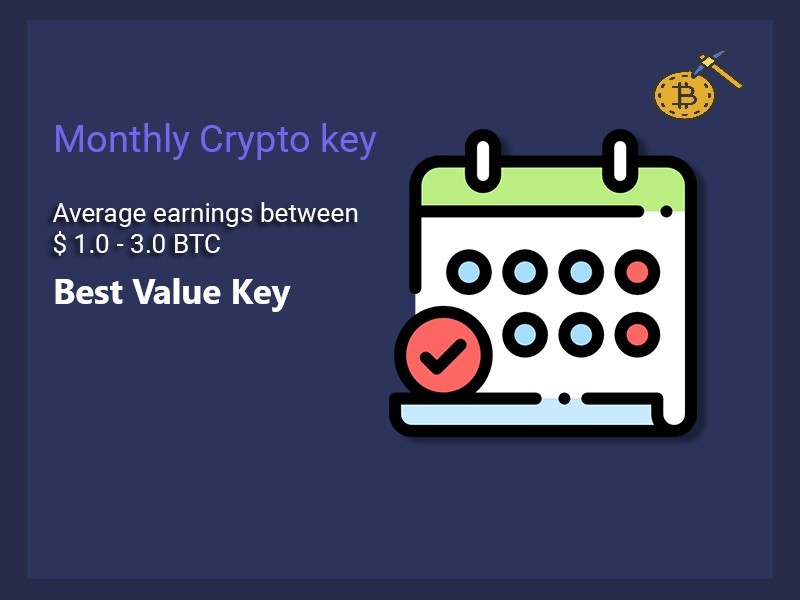 Monthly Crypto key
Average earnings between
$ 1.0 - 3.0 BTC
Best Value Key